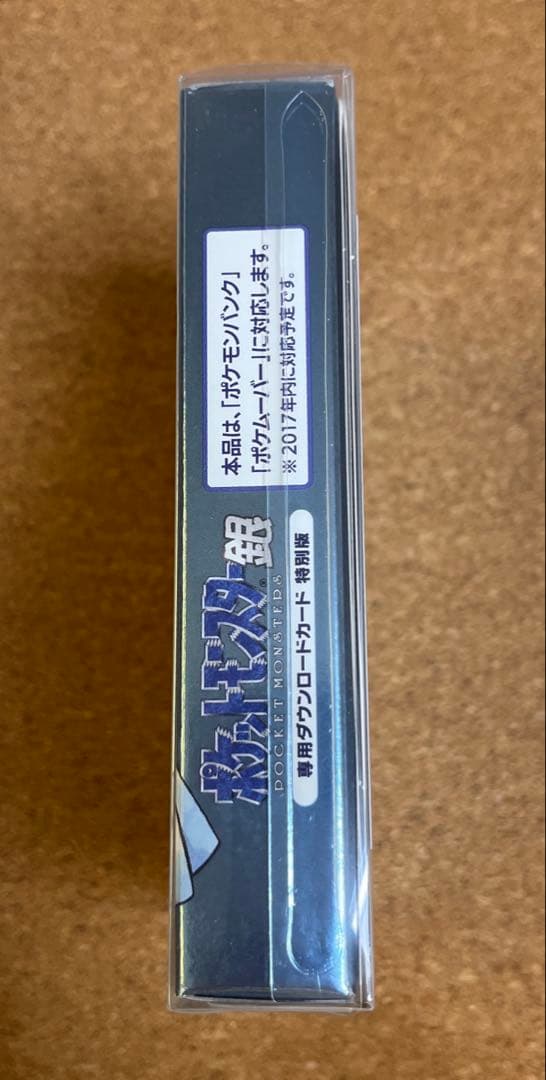 ポケットモンスター銀
POCKET MONSTERS
専用ダウンロードカード 特別版
本品は、「ポケモンバンク」
「ポケムーバー」に対応します。
※2017年内に対応予定です。